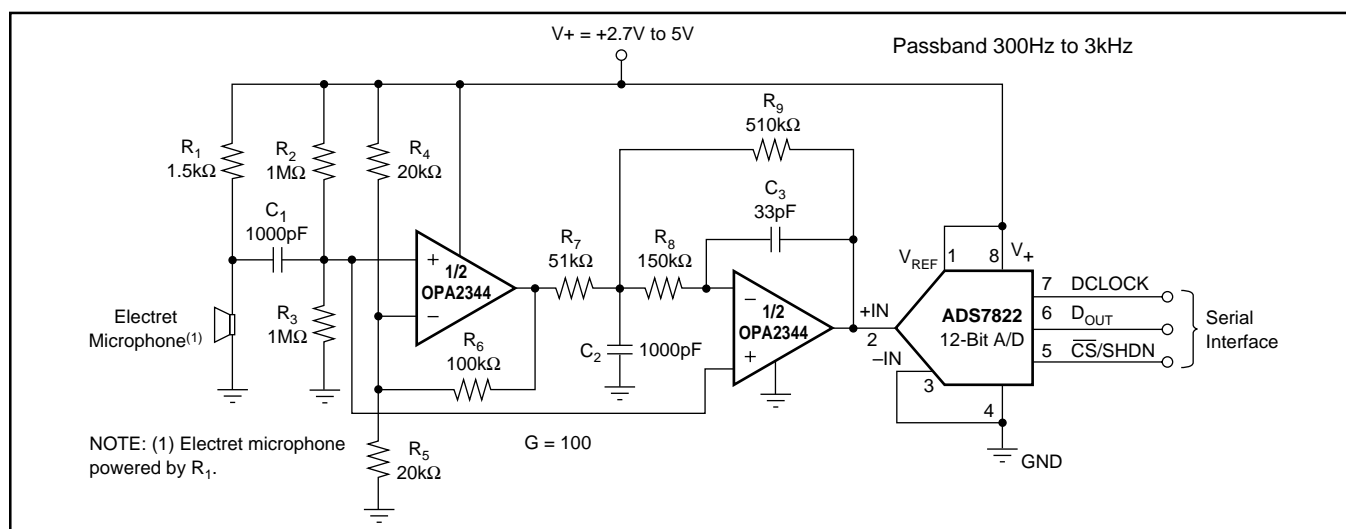 V+ = +2.7V to 5V
Passband 300Hz to 3kHz
R9
510kΩ
R1
1.5kΩ
R2
1MΩ
R4
20kΩ
C3
33pF
C1
1000pF
R7
51kΩ
R8
150kΩ
VREF
1
8
V+
+
1/2
OPA2344
−
−
1/2
OPA2344
+
+IN
2
−IN
3
ADS7822
12-Bit A/D
7
DCLOCK
6
DOUT
5
CS/SHDN
Serial
Interface
4
GND
Electret
Microphone(1)
R3
1MΩ
R6
100kΩ
C2
1000pF
G = 100
R5
20kΩ
NOTE: (1) Electret microphone
powered by R1.